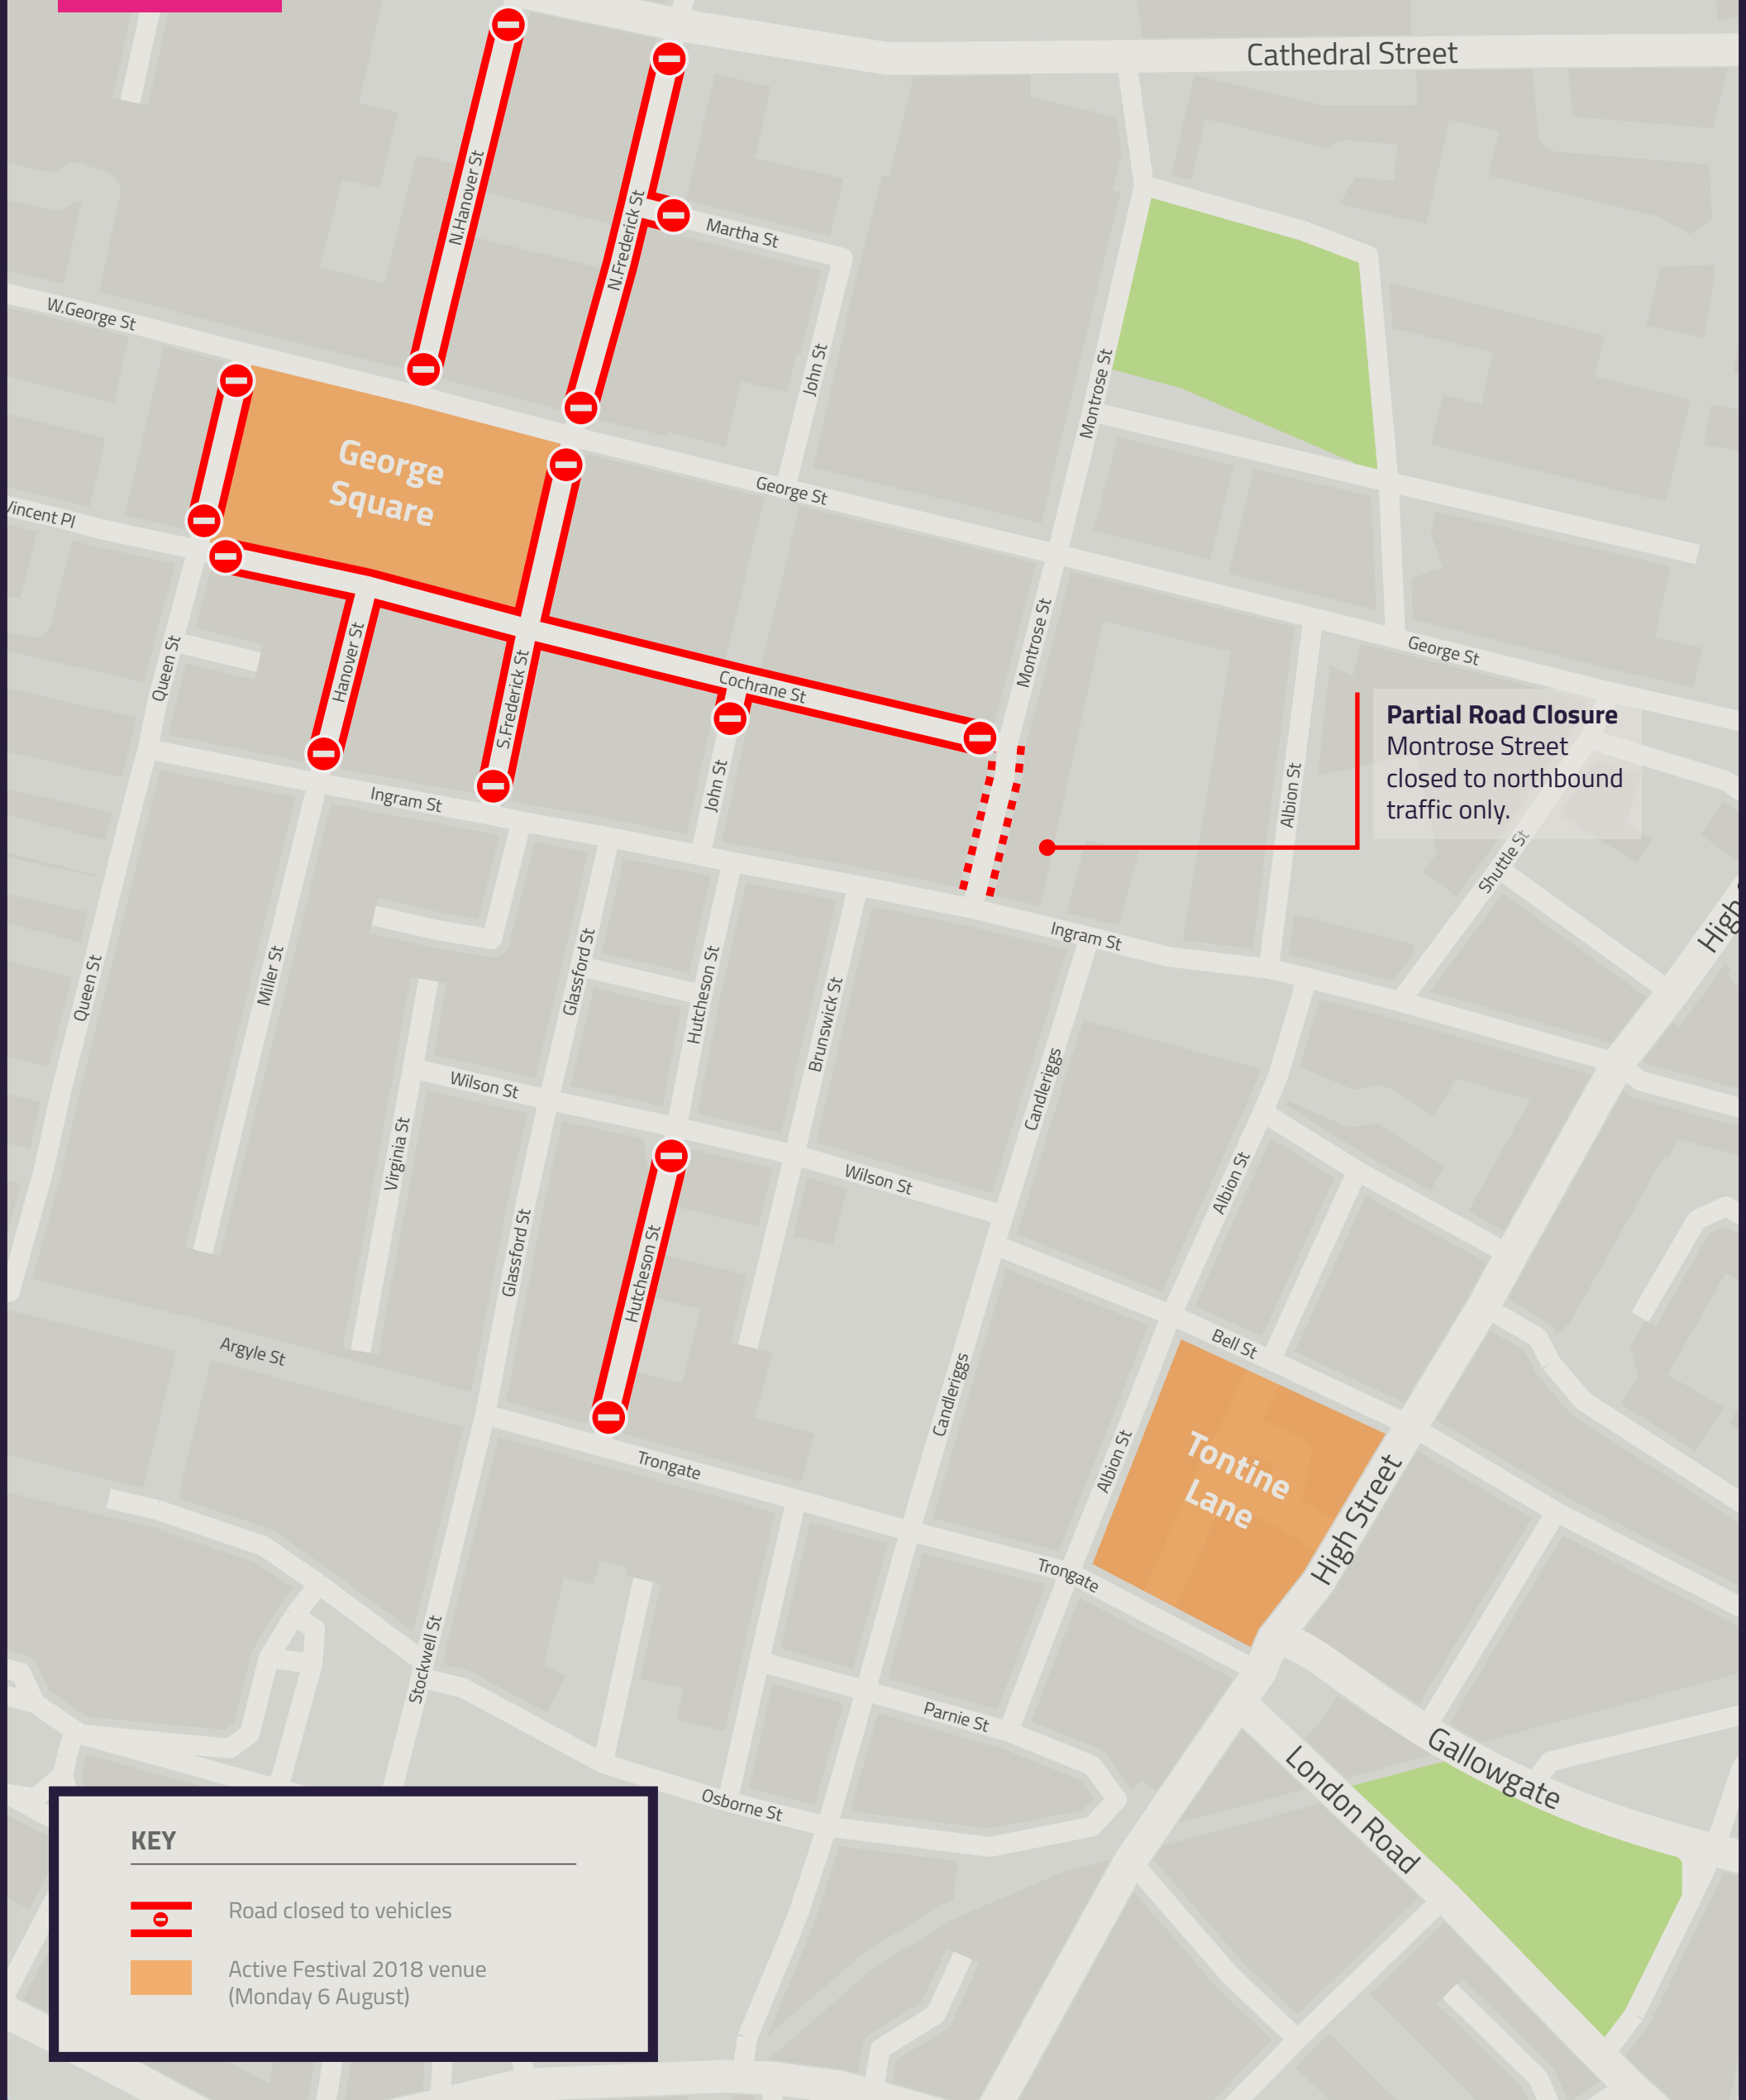 Cathedral Street
N.Hanover St
N.Frederick St
Martha St
W.George St
John St
Montrose St
George
Square
George St
Vincent Pl
Montrose St
Queen St
Hanover St
S.Frederick St
Cochrane St
George St
Partial Road Closure
Montrose Street
closed to northbound
traffic only.
John St
Albion St
Ingram St
Shuttle St
High
Ingram St
Queen St
Miller St
Glassford St
Hutcheson St
Brunswick St
Candleriggs
Wilson St
Virginia St
Wilson St
Albion St
Glassford St
Hutcheson St
Argyle St
Bell St
Candleriggs
Albion St
Tontine
Lane
Trongate
High Street
Trongate
Stockwell St
Parnie St
Gallowgate
London Road
Osborne St
KEY
Road closed to vehicles
Active Festival 2018 venue
(Monday 6 August)